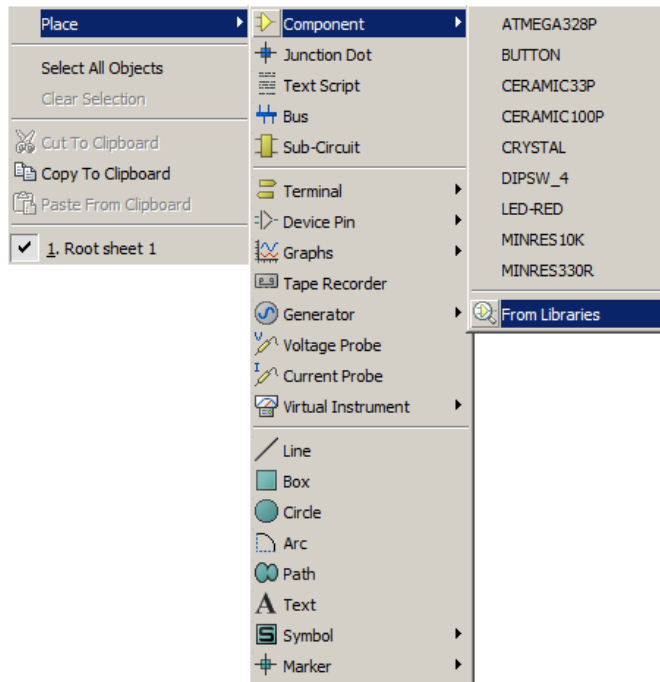 Place
Select All Objects
Clear Selection
Cut To Clipboard
Copy To Clipboard
Paste From Clipboard
1. Root sheet 1
Component
Junction Dot
Text Script
Bus
Sub-Circuit
Terminal
Device Pin
Graphs
Tape Recorder
Generator
Voltage Probe
Current Probe
Virtual Instrument
Line
Box
Circle
Arc
Path
Text
Symbol
Marker
ATMEGA328P
BUTTON
CERAMIC33P
CERAMIC100P
CRYSTAL
DIPSW_4
LED-RED
MINRES10K
MINRES330R
From Libraries